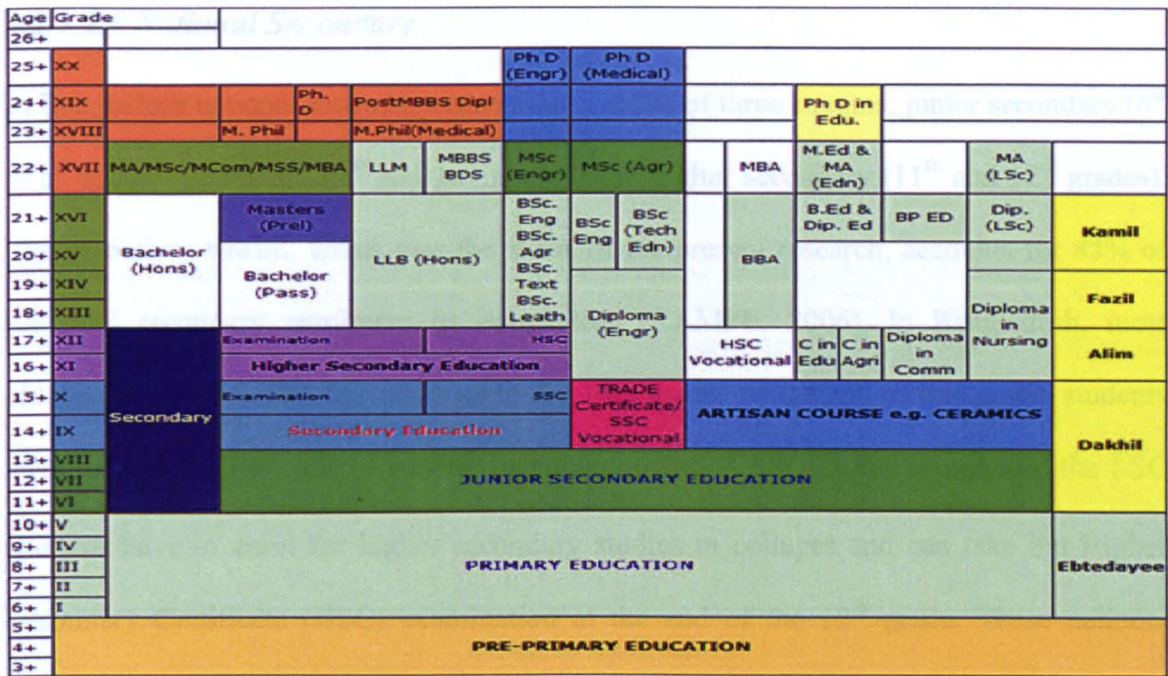 Age Grade
26+
25+ XX Ph D (Engr) Ph D (Medical)
24+ XIX Ph. D PostMBBS Dipl Ph D in Edu.
23+ XVIII M. Phil M.Phil(Medical)
22+ XVII MA/MSc/MCom/MSS/MBA LLM MBBS BDS MSc (Engr) MSc (Agr) MBA M.Ed & MA (Edn) MA (LSc)
21+ XVI Masters (Prel) BSc. Eng BSC. Agr BSc. Text BSc. Leath BSc Eng BSc (Tech Edn) B.Ed & Dip. Ed BP ED Dip. (LSc) Kamil
20+ XV Bachelor (Hons) Bachelor (Pass) LLB (Hons) BBA
19+ XIV Fazil
18+ XIII Diploma (Engr) Diploma in Nursing
17+ XII Examination HSC HSC Vocational C in Edu C in Agri Diploma in Comm Alim
16+ XI Higher Secondary Education
15+ X Secondary Examination SSC TRADE Certificate/ SSC Vocational ARTISAN COURSE e.g. CERAMICS
14+ IX Secondary Education Dakhil
13+ VIII
12+ VII JUNIOR SECONDARY EDUCATION
11+ VI
10+ V
9+ IV
8+ III PRIMARY EDUCATION Ebtedayee
7+ II
6+ I
5+
4+ PRE-PRIMARY EDUCATION
3+